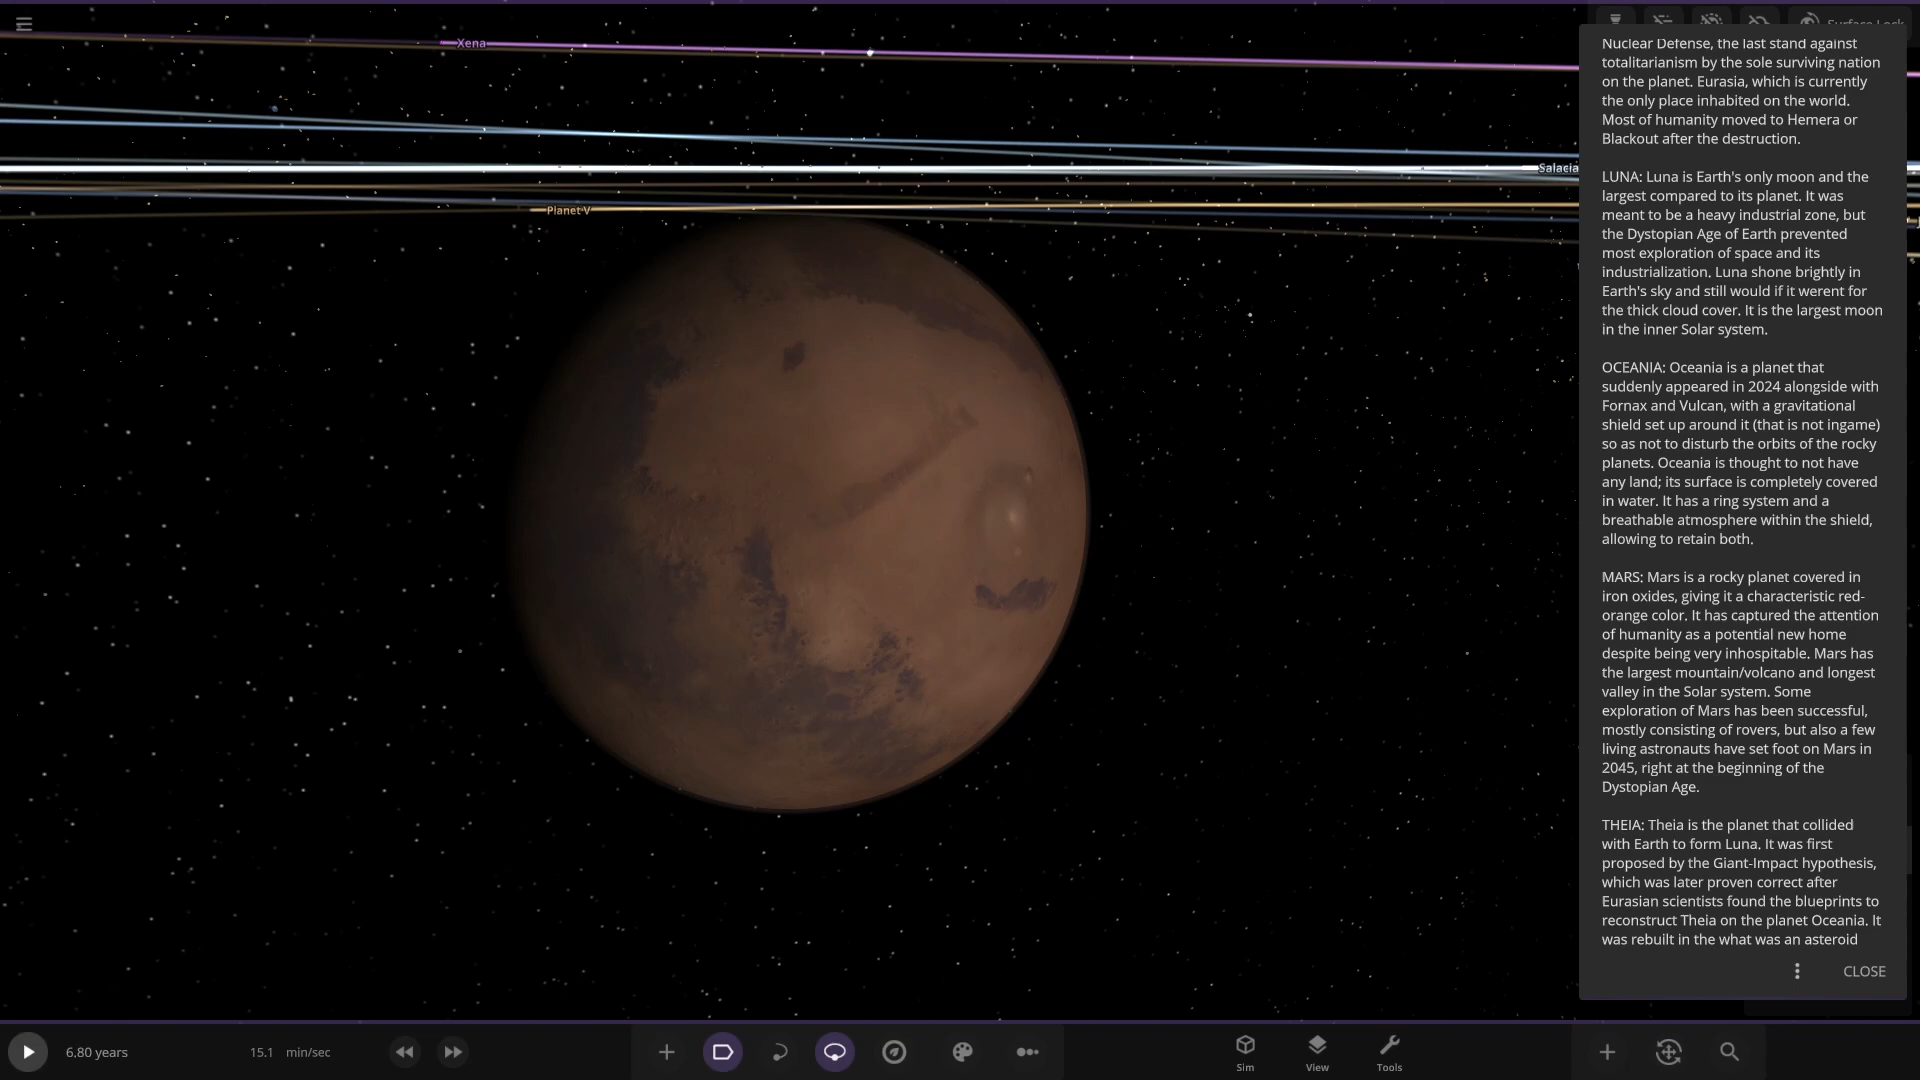 Xena
Salacia
Planet V
Surface Lock
Nuclear Defense, the last stand against
totalitarianism by the sole surviving nation
on the planet. Eurasia, which is currently
the only place inhabited on the world.
Most of humanity moved to Hemera or
Blackout after the destruction.
LUNA: Luna is Earth's only moon and the
largest compared to its planet. It was
meant to be a heavy industrial zone, but
the Dystopian Age of Earth prevented
most exploration of space and its
industrialization. Luna shone brightly in
Earth's sky and still would if it werent for
the thick cloud cover. It is the largest moon
in the inner Solar system.
OCEANIA: Oceania is a planet that
suddenly appeared in 2024 alongside with
Fornax and Vulcan, with a gravitational
shield set up around it (that is not ingame)
so as not to disturb the orbits of the rocky
planets. Oceania is thought to not have
any land; its surface is completely covered
in water. It has a ring system and a
breathable atmosphere within the shield,
allowing to retain both.
MARS: Mars is a rocky planet covered in
iron oxides, giving it a characteristic red-
orange color. It has captured the attention
of humanity as a potential new home
despite being very inhospitable. Mars has
the largest mountain/volcano and longest
valley in the Solar system. Some
exploration of Mars has been successful,
mostly consisting of rovers, but also a few
living astronauts have set foot on Mars in
2045, right at the beginning of the
Dystopian Age.
THEIA: Theia is the planet that collided
with Earth to form Luna. It was first
proposed by the Giant-Impact hypothesis,
which was later proven correct after
Eurasian scientists found the blueprints to
reconstruct Theia on the planet Oceania. It
was rebuilt in the what was an asteroid
CLOSE
6.80 years
15.1 min/sec
Sim
View
Tools